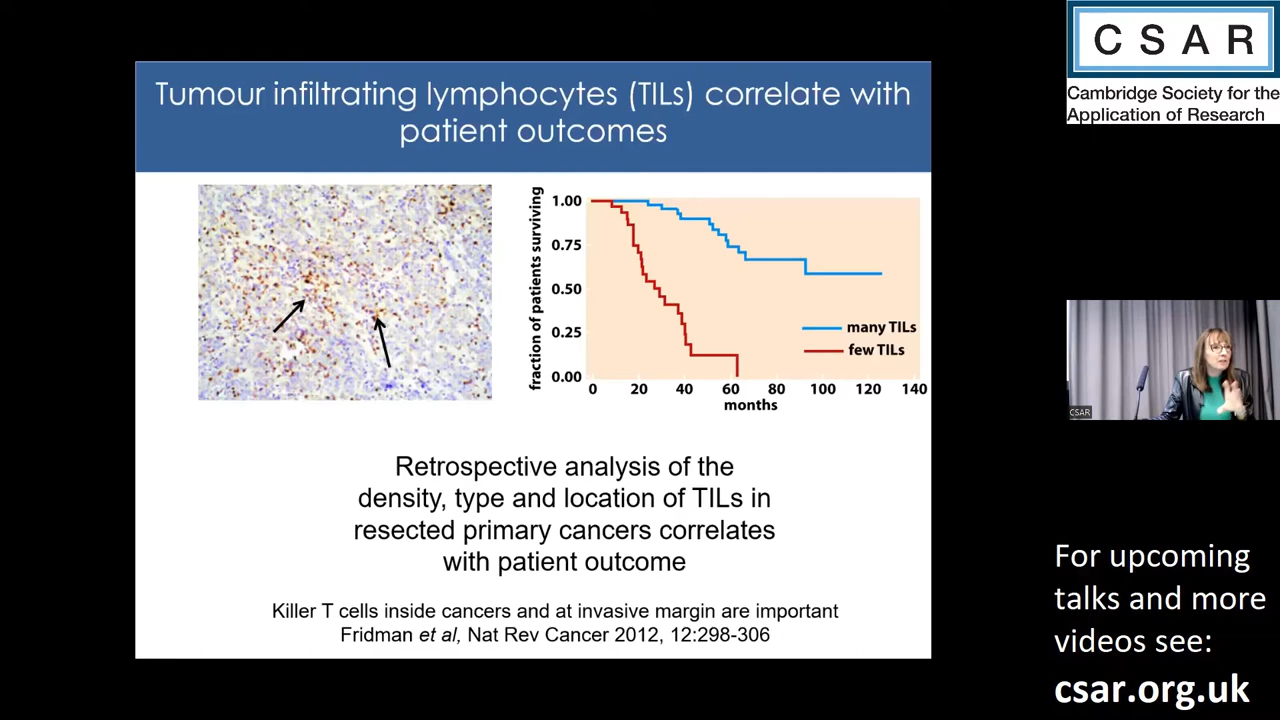 Tumour infiltrating lymphocytes (TILs) correlate with
patient outcomes
fraction of patients surviving
1.00
0.75
0.50
0.25
0.00
0 20 40 60 80 100 120 140
months
many TILs
few TILs
Retrospective analysis of the
density, type and location of TILs in
resected primary cancers correlates
with patient outcome
Killer T cells inside cancers and at invasive margin are important
Fridman et al, Nat Rev Cancer 2012, 12:298-306
C S A R
Cambridge Society for the
Application of Research
CSAR
For upcoming
talks and more
videos see:
csar.org.uk